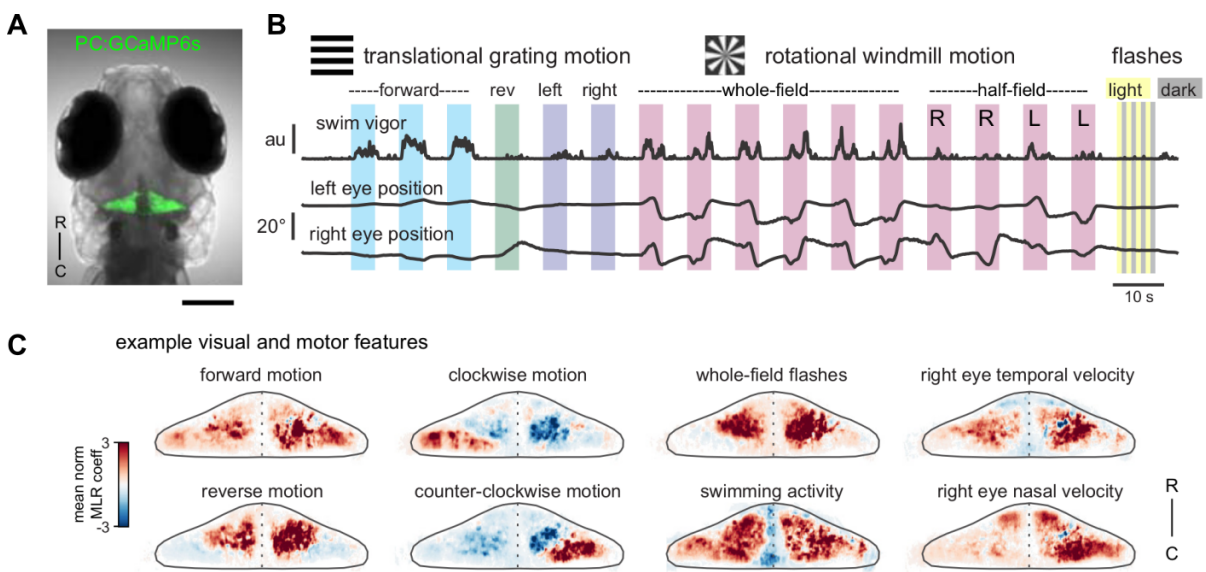 A
PC:GCaMP6s
R
C
B
translational grating motion
rotational windmill motion
flashes
-----forward-----
rev
left
right
--------------whole-field--------------
--------half-field-------
light
dark
au
swim vigor
R
R
L
L
left eye position
20°
right eye position
10 s
C
example visual and motor features
forward motion
clockwise motion
whole-field flashes
right eye temporal velocity
mean norm
MLR coeff
3
-3
reverse motion
counter-clockwise motion
swimming activity
right eye nasal velocity
R
C